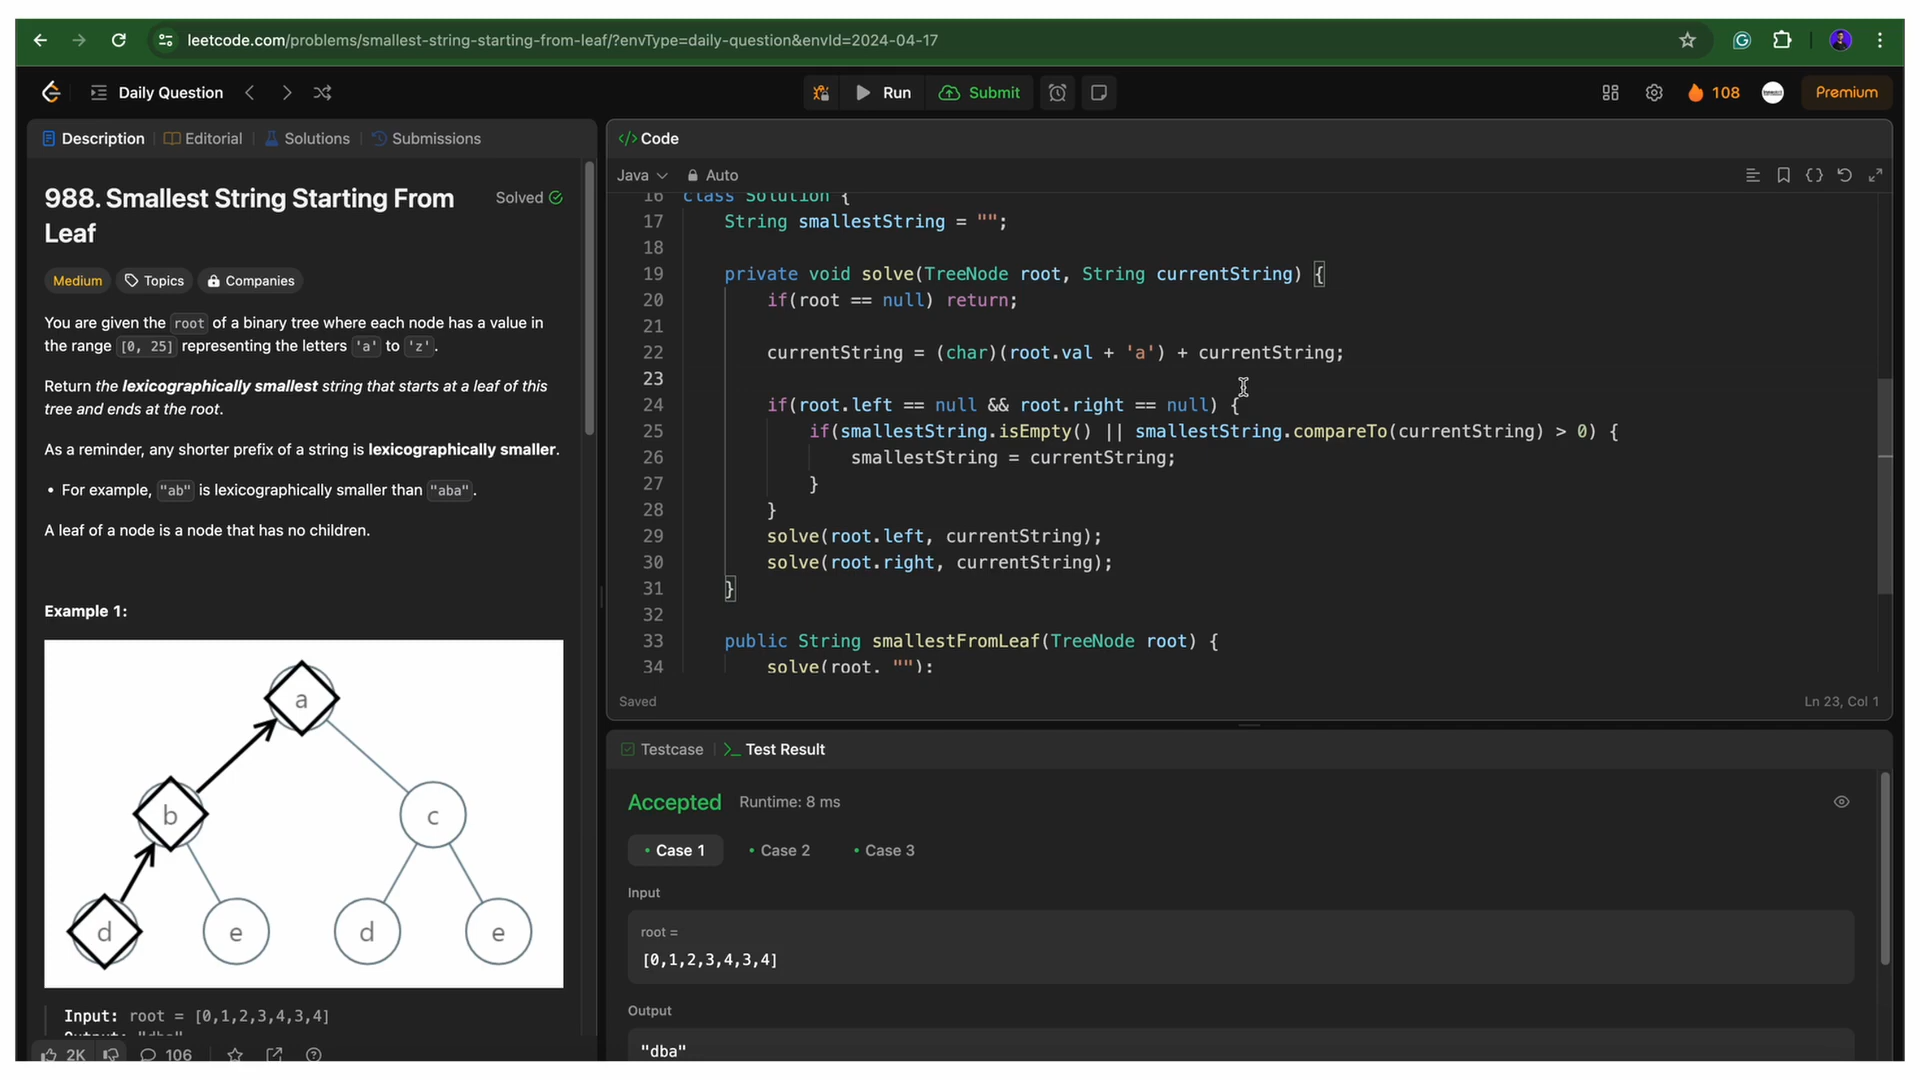 leetcode.com/problems/smallest-string-starting-from-leaf/?envType=daily-question&envId=2024-04-17
Daily Question
Run
Submit
108
Premium
Description
Editorial
Solutions
Submissions
988. Smallest String Starting From
Leaf
Solved
Medium
Topics
Companies
You are given the root of a binary tree where each node has a value in
the range [0, 25] representing the letters 'a' to 'z'.
Return the lexicographically smallest string that starts at a leaf of this
tree and ends at the root.
As a reminder, any shorter prefix of a string is lexicographically smaller.
• For example, "ab" is lexicographically smaller than "aba".
A leaf of a node is a node that has no children.
Example 1:
a
b
c
d
e
d
e
Input: root = [0,1,2,3,4,3,4]
Output: "dba"
2K
106
</> Code
Java
Auto
16 class Solution {
17 String smallestString = "";
18
19 private void solve(TreeNode root, String currentString) {
20 if(root == null) return;
21
22 currentString = (char)(root.val + 'a') + currentString;
23
24 if(root.left == null && root.right == null) {
25 if(smallestString.isEmpty() || smallestString.compareTo(currentString) > 0) {
26 smallestString = currentString;
27 }
28 }
29 solve(root.left, currentString);
30 solve(root.right, currentString);
31 }
32
33 public String smallestFromLeaf(TreeNode root) {
34 solve(root, "");
Saved
Ln 23, Col 1
Testcase
>_ Test Result
Accepted
Runtime: 8 ms
• Case 1
• Case 2
• Case 3
Input
root =
[0,1,2,3,4,3,4]
Output
"dba"